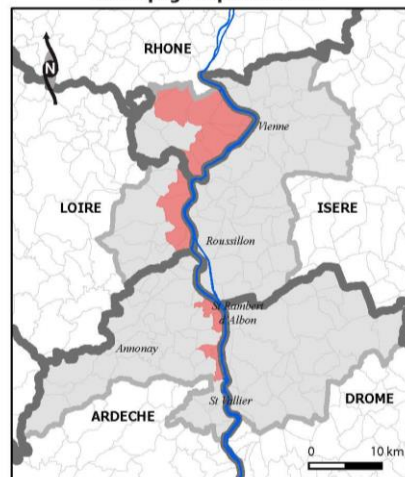 RHONE
N
Vienne
LOIRE
ISERE
Roussillon
St Rambert
d'Albon
Annonay
St Vallier
DROME
ARDECHE
0 10 km